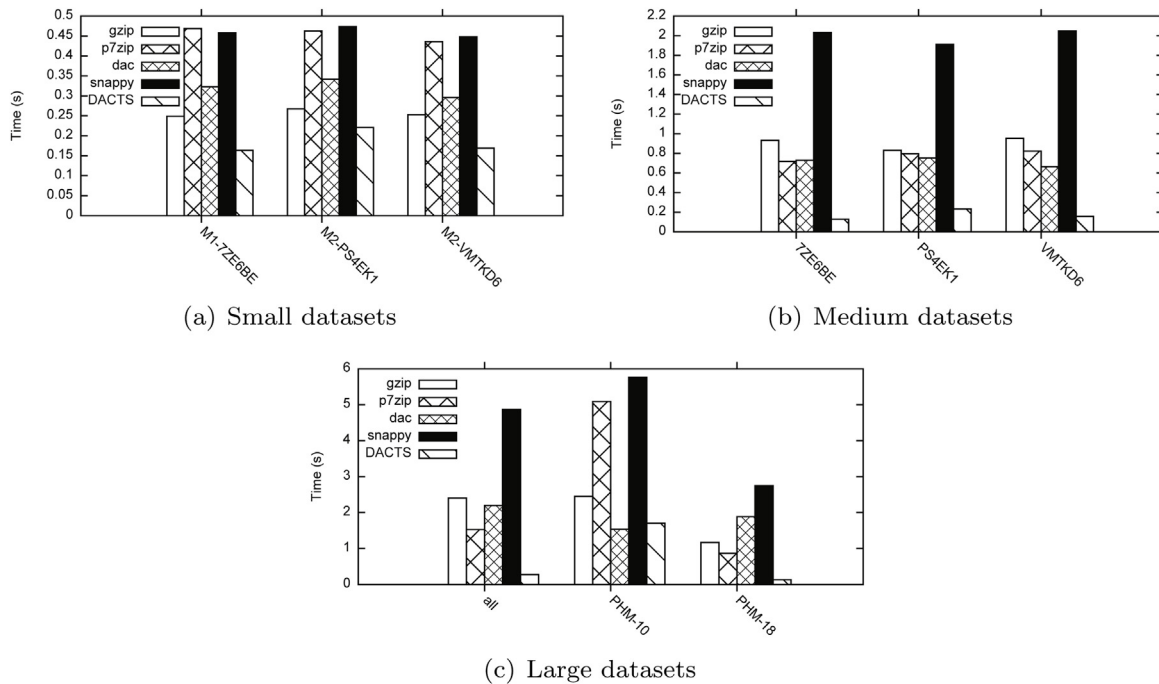 0.5
0.45
0.4
0.35
0.3
0.25
0.2
0.15
0.1
0.05
0
Time (s)
gzip
p7zip
dac
snappy
DACTS
M1-7ZE6BE
M2-PS4EK1
M2-VMTKD6
(a) Small datasets
2.2
2
1.8
1.6
1.4
1.2
1
0.8
0.6
0.4
0.2
0
Time (s)
gzip
p7zip
dac
snappy
DACTS
7ZE6BE
PS4EK1
VMTKD6
(b) Medium datasets
6
5
4
3
2
1
0
Time (s)
gzip
p7zip
dac
snappy
DACTS
all
PHM-10
PHM-18
(c) Large datasets